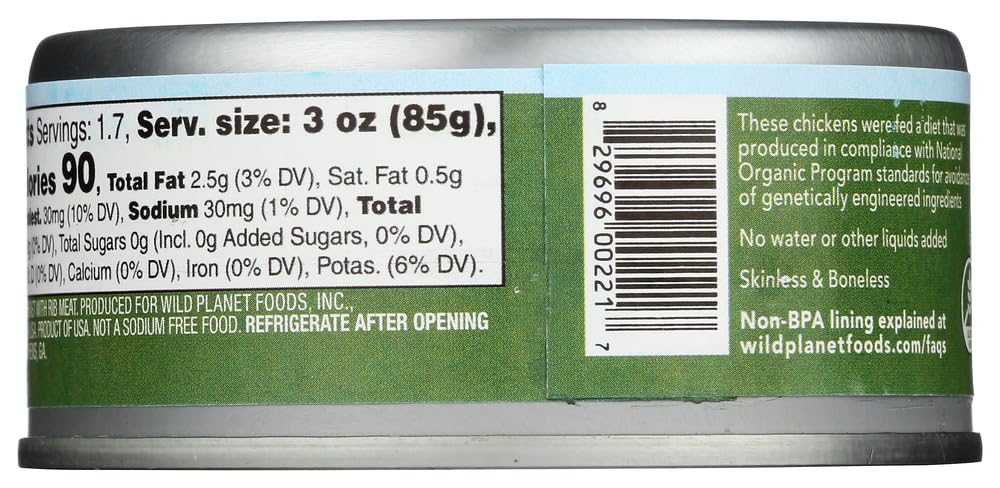 Servings: 1.7, Serv. size: 3 oz (85g),
90, Total Fat 2.5g (3% DV), Sat. Fat 0.5g
30mg (10% DV), Sodium 30mg (1% DV), Total
(0% DV), Total Sugars 0g (Incl. 0g Added Sugars, 0% DV),
(0% DV), Calcium (0% DV), Iron (0% DV), Potas. (6% DV).
WITH RIB MEAT. PRODUCED FOR WILD PLANET FOODS, INC.,
PRODUCT OF USA. NOT A SODIUM FREE FOOD. REFRIGERATE AFTER OPENING
GA.
8 29696 00221 7
These chickens were fed a diet that was
produced in compliance with National
Organic Program standards for avoidance
of genetically engineered ingredients
No water or other liquids added
Skinless & Boneless
Non-BPA lining explained at
wildplanetfoods.com/faqs